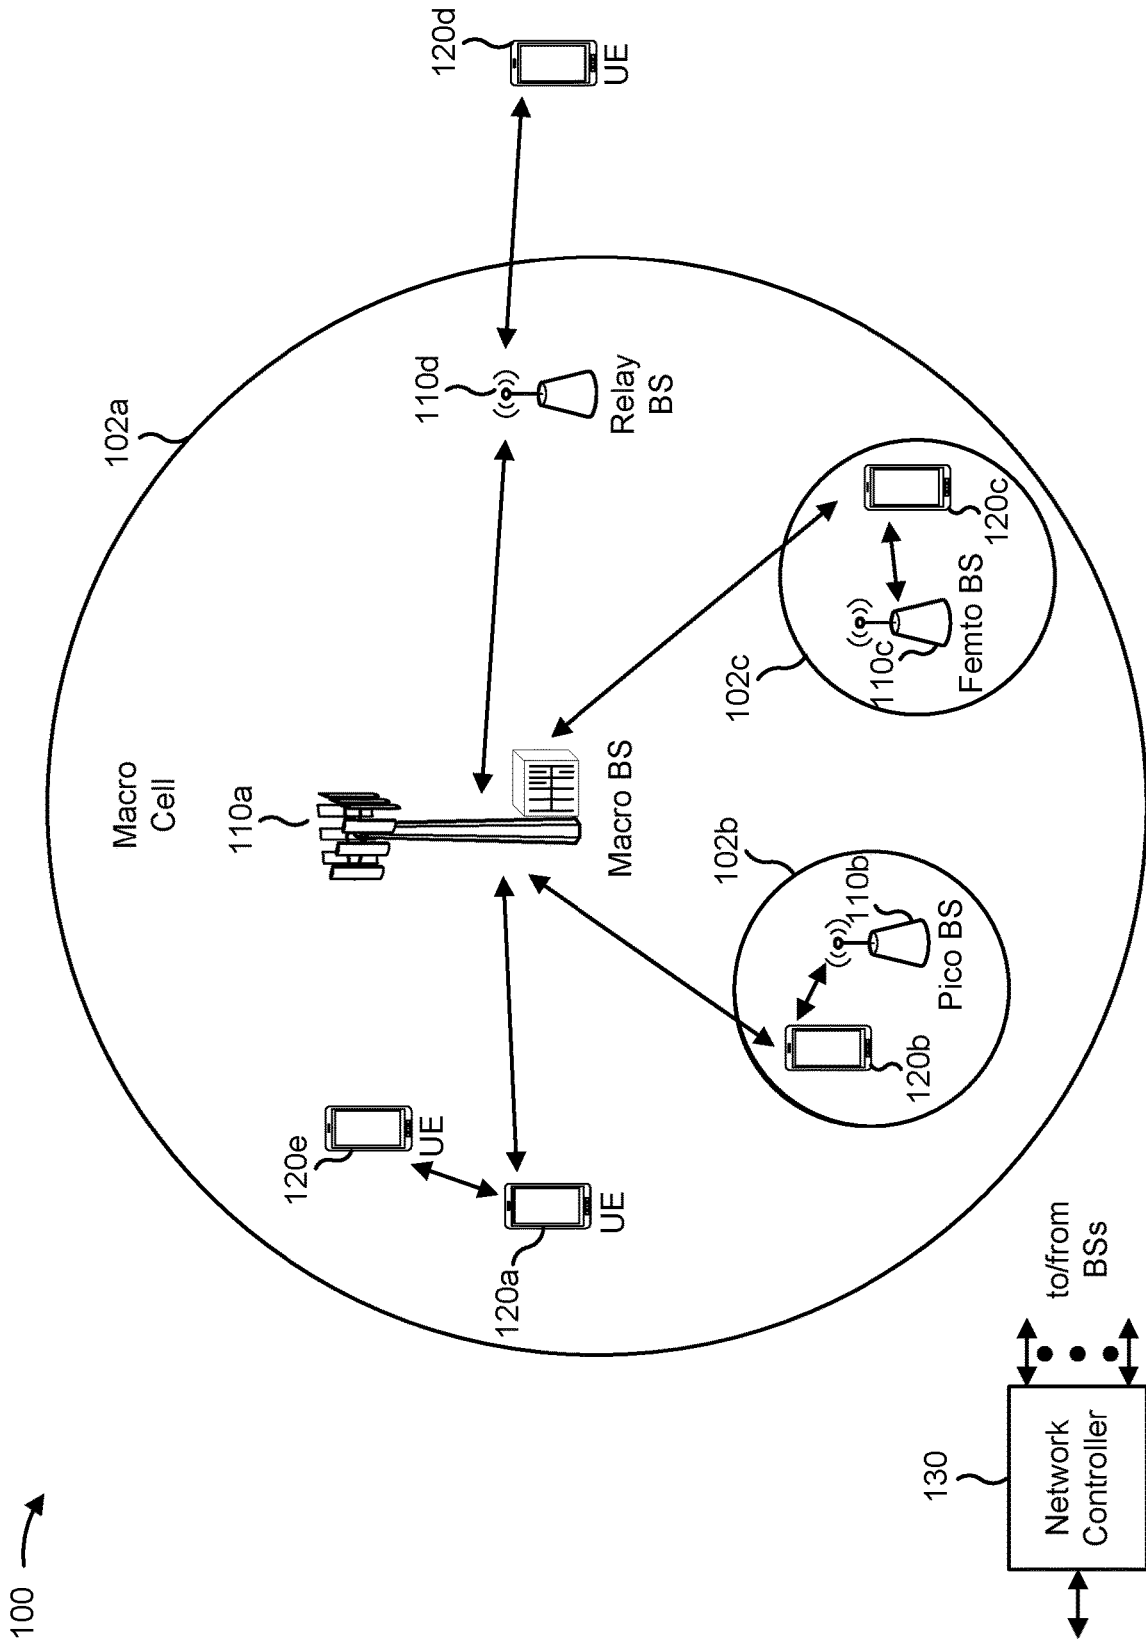 100
Macro
Cell
102a
110a
120e
UE
120a
UE
Macro BS
110d
Relay
BS
120d
UE
102b
110b
Pico BS
120b
102c
110c
Femto BS
120c
130
Network
Controller
to/from
BSs